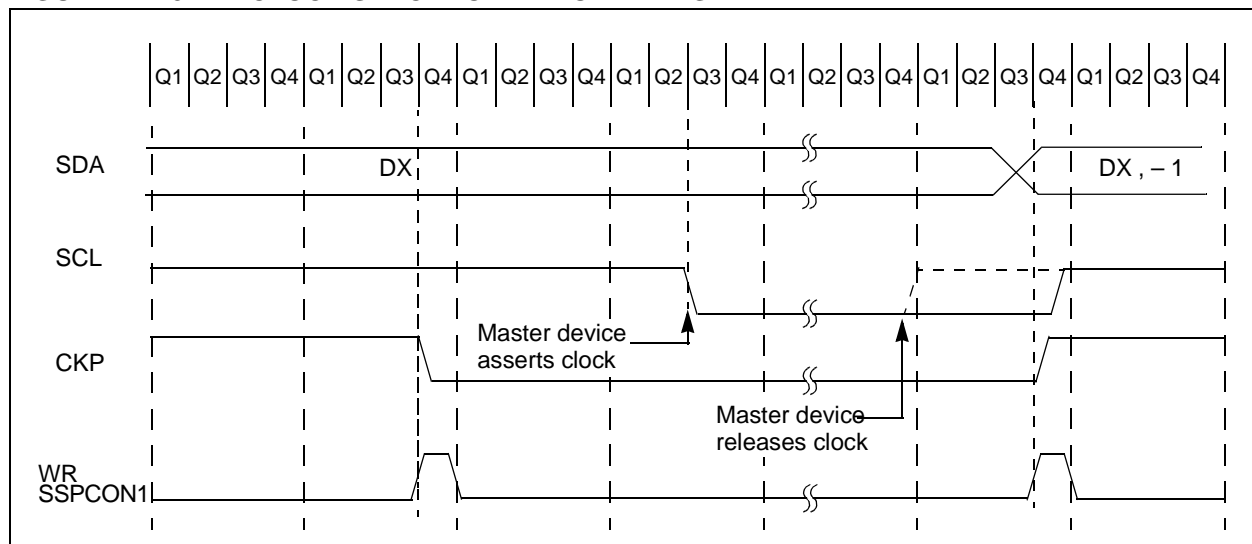 Q1 Q2 Q3 Q4 Q1 Q2 Q3 Q4 Q1 Q2 Q3 Q4 Q1 Q2 Q3 Q4 Q1 Q2 Q3 Q4 Q1 Q2 Q3 Q4 Q1 Q2 Q3 Q4
SDA
DX
DX , – 1
SCL
Master device
asserts clock
CKP
Master device
releases clock
WR
SSPCON1